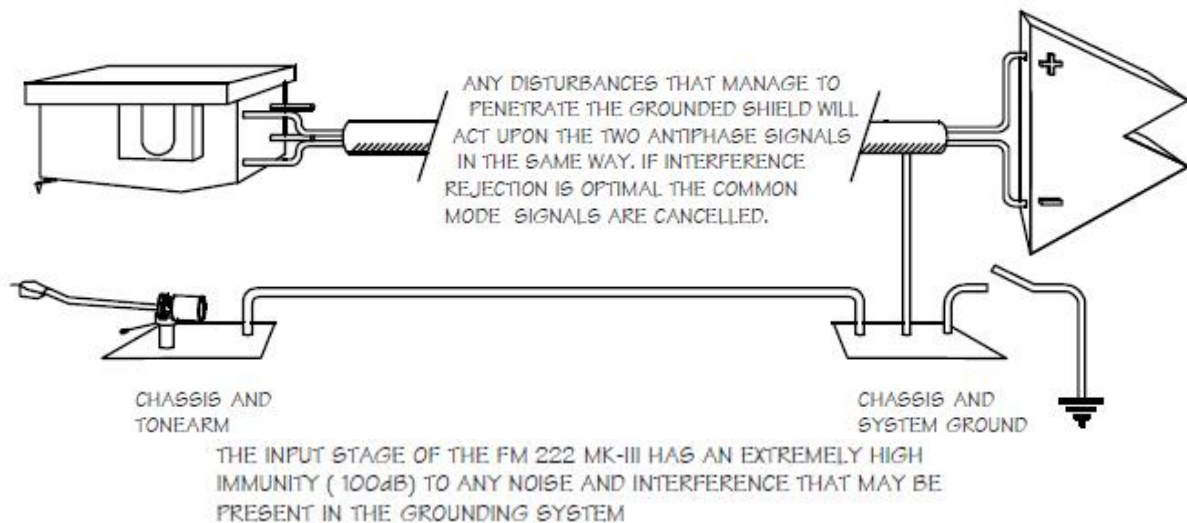 ANY DISTURBANCES THAT MANAGE TO
PENETRATE THE GROUNDED SHIELD WILL
ACT UPON THE TWO ANTIPHASE SIGNALS
IN THE SAME WAY. IF INTERFERENCE
REJECTION IS OPTIMAL THE COMMON
MODE SIGNALS ARE CANCELLED.
+
-
CHASSIS AND
TONEARM
CHASSIS AND
SYSTEM GROUND
THE INPUT STAGE OF THE FM 222 MK-III HAS AN EXTREMELY HIGH
IMMUNITY ( 100dB) TO ANY NOISE AND INTERFERENCE THAT MAY BE
PRESENT IN THE GROUNDING SYSTEM